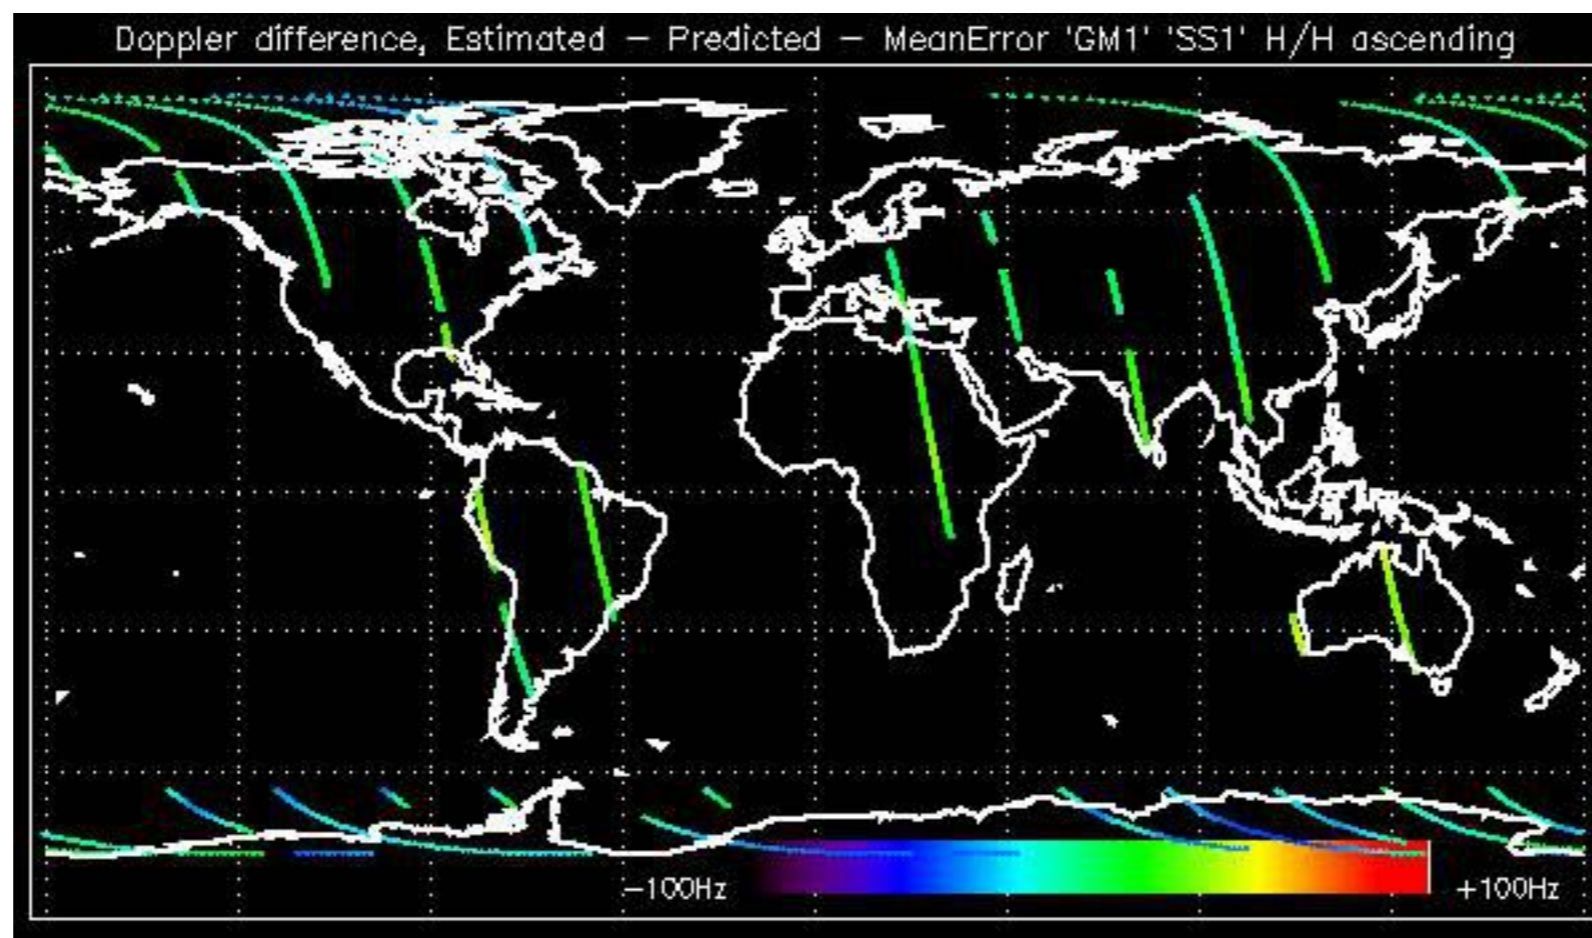 Doppler difference, Estimated – Predicted – MeanError 'GM1' 'SS1' H/H ascending
−100Hz
+100Hz